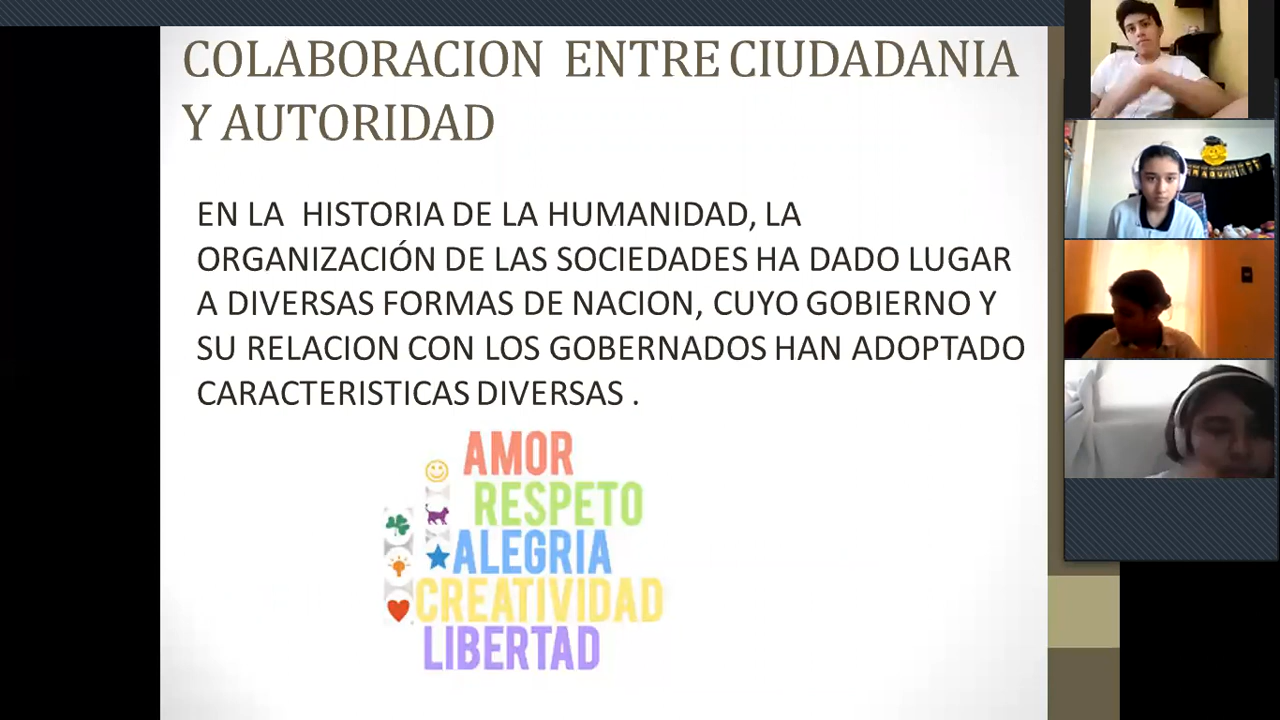 COLABORACION ENTRE CIUDADANIA
Y AUTORIDAD
EN LA HISTORIA DE LA HUMANIDAD, LA
ORGANIZACIÓN DE LAS SOCIEDADES HA DADO LUGAR
A DIVERSAS FORMAS DE NACION, CUYO GOBIERNO Y
SU RELACION CON LOS GOBERNADOS HAN ADOPTADO
CARACTERISTICAS DIVERSAS .
AMOR
RESPETO
ALEGRIA
CREATIVIDAD
LIBERTAD